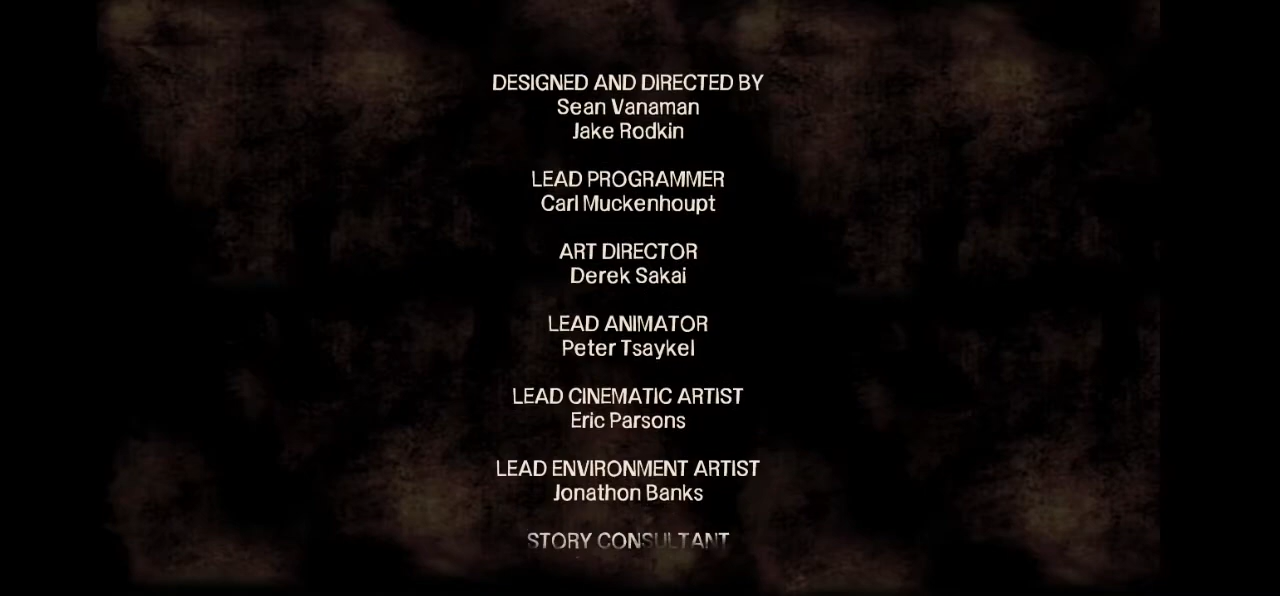 DESIGNED AND DIRECTED BY
Sean Vanaman
Jake Rodkin
LEAD PROGRAMMER
Carl Muckenhoupt
ART DIRECTOR
Derek Sakai
LEAD ANIMATOR
Peter Tsaykel
LEAD CINEMATIC ARTIST
Eric Parsons
LEAD ENVIRONMENT ARTIST
Jonathon Banks
STORY CONSULTANT